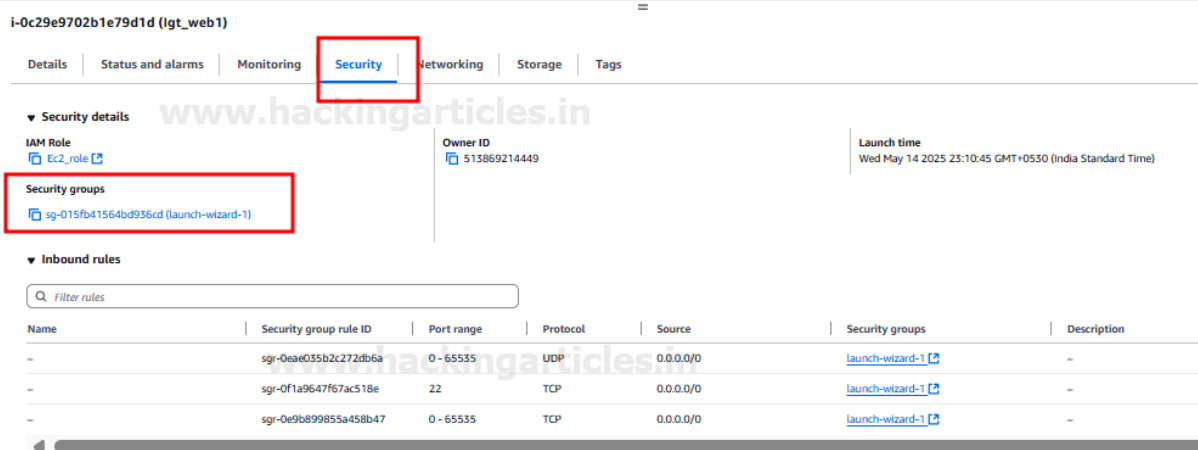 i-0c29e9702b1e79d1d (lgt_web1)
Details Status and alarms Monitoring Security Networking Storage Tags
www.hackingarticles.in
Security details
IAM Role Owner ID Launch time
Ec2_role 513869214449 Wed May 14 2025 23:10:45 GMT+0530 (India Standard Time)
Security groups
sg-015fb41564bd936cd (launch-wizard-1)
Inbound rules
Filter rules
Name Security group rule ID Port range Protocol Source Security groups Description
– sgr-0eae035b2c272db6a 0 - 65535 UDP 0.0.0.0/0 launch-wizard-1 –
www.hackingarticles.in
– sgr-0f1a9647f67ac518e 22 TCP 0.0.0.0/0 launch-wizard-1 –
– sgr-0e9b899855a458b47 0 - 65535 TCP 0.0.0.0/0 launch-wizard-1 –